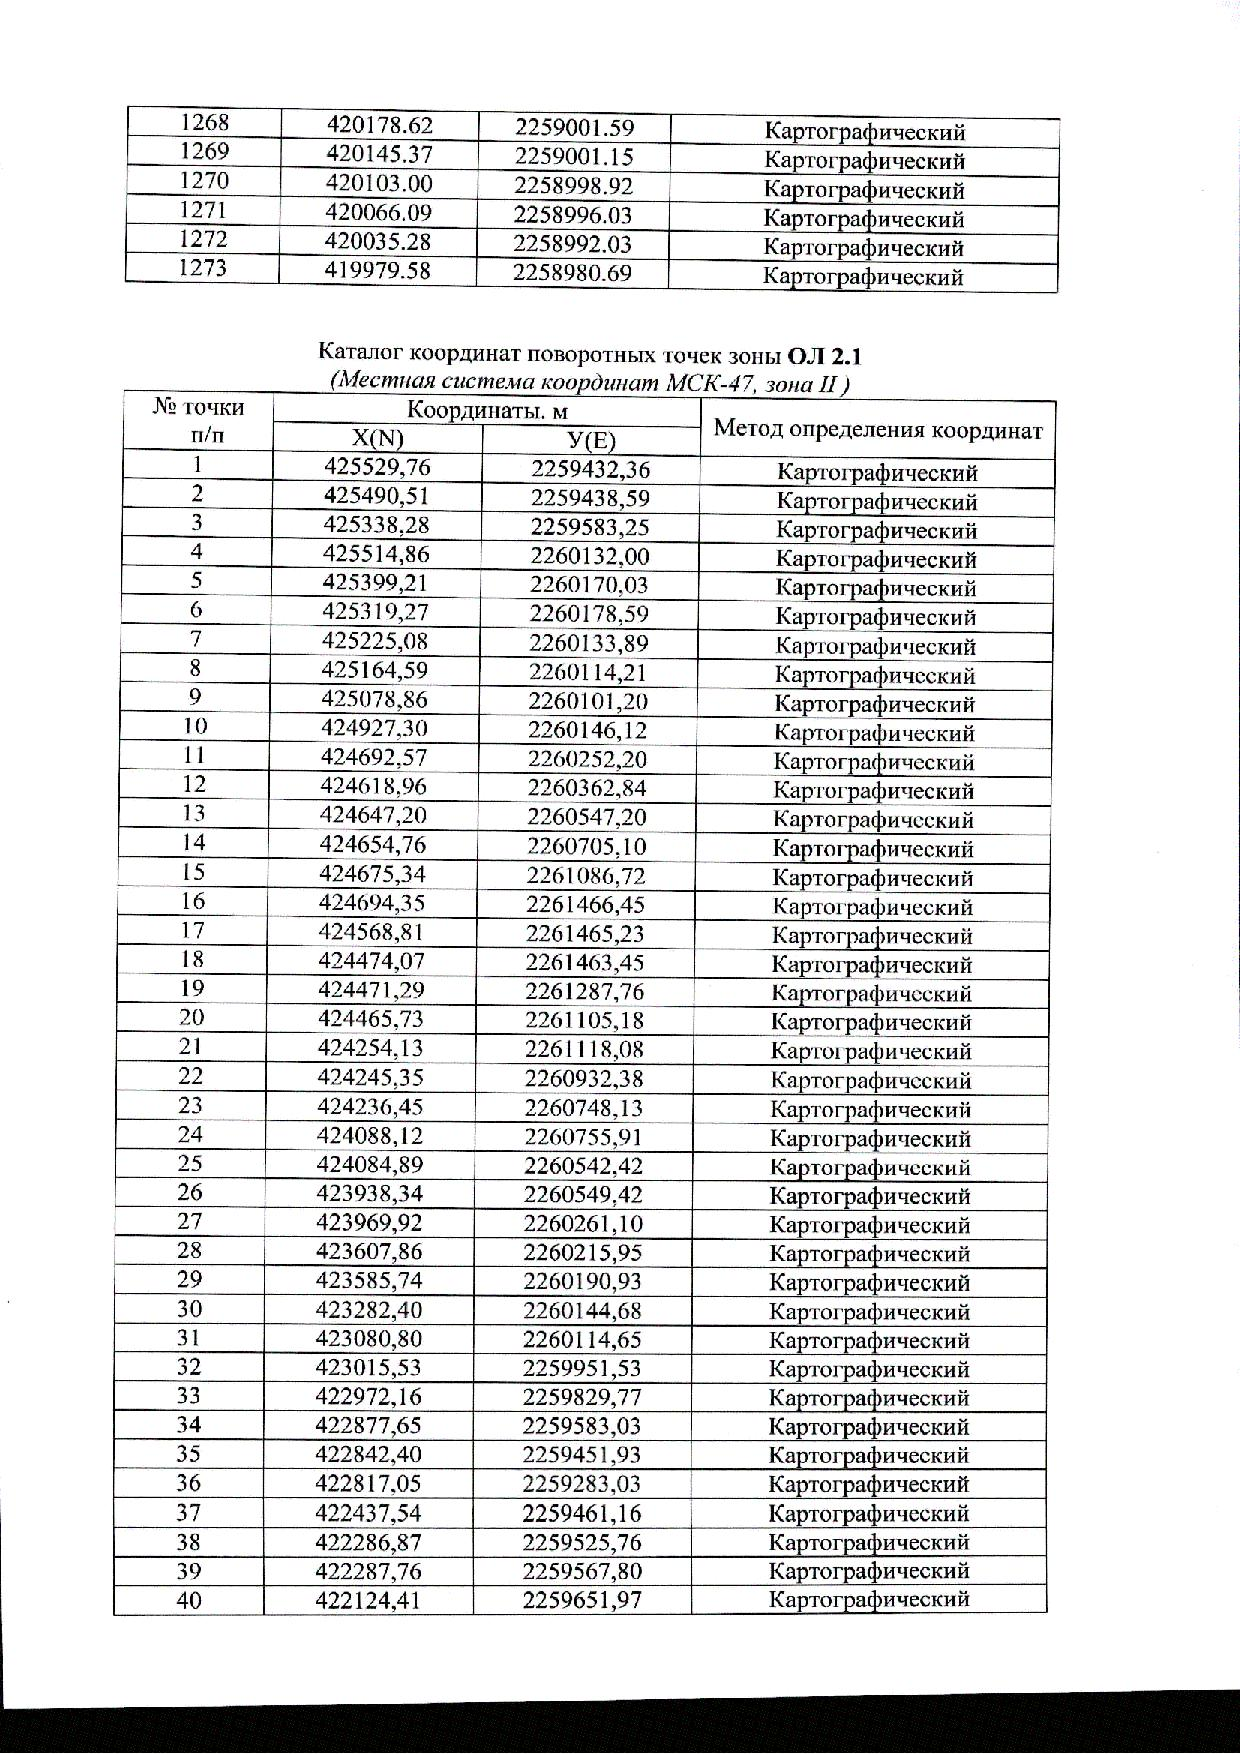 1268 420178.62 2259001.59 Картографический
1269 420145.37 2259001.15 Картографический
1270 420103.00 2258998.92 Картографический
1271 420066.09 2258996.03 Картографический
1272 420035.28 2258992.03 Картографический
1273 419979.58 2258980.69 Картографический
Каталог координат поворотных точек зоны ОЛ 2.1
(Местная система координат МСК-47, зона II)
№ точки п/п Координаты. м Метод определения координат
X(N) У(Е)
1 425529,76 2259432,36 Картографический
2 425490,51 2259438,59 Картографический
3 425338,28 2259583,25 Картографический
4 425514,86 2260132,00 Картографический
5 425399,21 2260170,03 Картографический
6 425319,27 2260178,59 Картографический
7 425225,08 2260133,89 Картографический
8 425164,59 2260114,21 Картографический
9 425078,86 2260101,20 Картографический
10 424927,30 2260146,12 Картографический
11 424692,57 2260252,20 Картографический
12 424618,96 2260362,84 Картографический
13 424647,20 2260547,20 Картографический
14 424654,76 2260705,10 Картографический
15 424675,34 2261086,72 Картографический
16 424694,35 2261466,45 Картографический
17 424568,81 2261465,23 Картографический
18 424474,07 2261463,45 Картографический
19 424471,29 2261287,76 Картографический
20 424465,73 2261105,18 Картографический
21 424254,13 2261118,08 Картографический
22 424245,35 2260932,38 Картографический
23 424236,45 2260748,13 Картографический
24 424088,12 2260755,91 Картографический
25 424084,89 2260542,42 Картографический
26 423938,34 2260549,42 Картографический
27 423969,92 2260261,10 Картографический
28 423607,86 2260215,95 Картографический
29 423585,74 2260190,93 Картографический
30 423282,40 2260144,68 Картографический
31 423080,80 2260114,65 Картографический
32 423015,53 2259951,53 Картографический
33 422972,16 2259829,77 Картографический
34 422877,65 2259583,03 Картографический
35 422842,40 2259451,93 Картографический
36 422817,05 2259283,03 Картографический
37 422437,54 2259461,16 Картографический
38 422286,87 2259525,76 Картографический
39 422287,76 2259567,80 Картографический
40 422124,41 2259651,97 Картографический